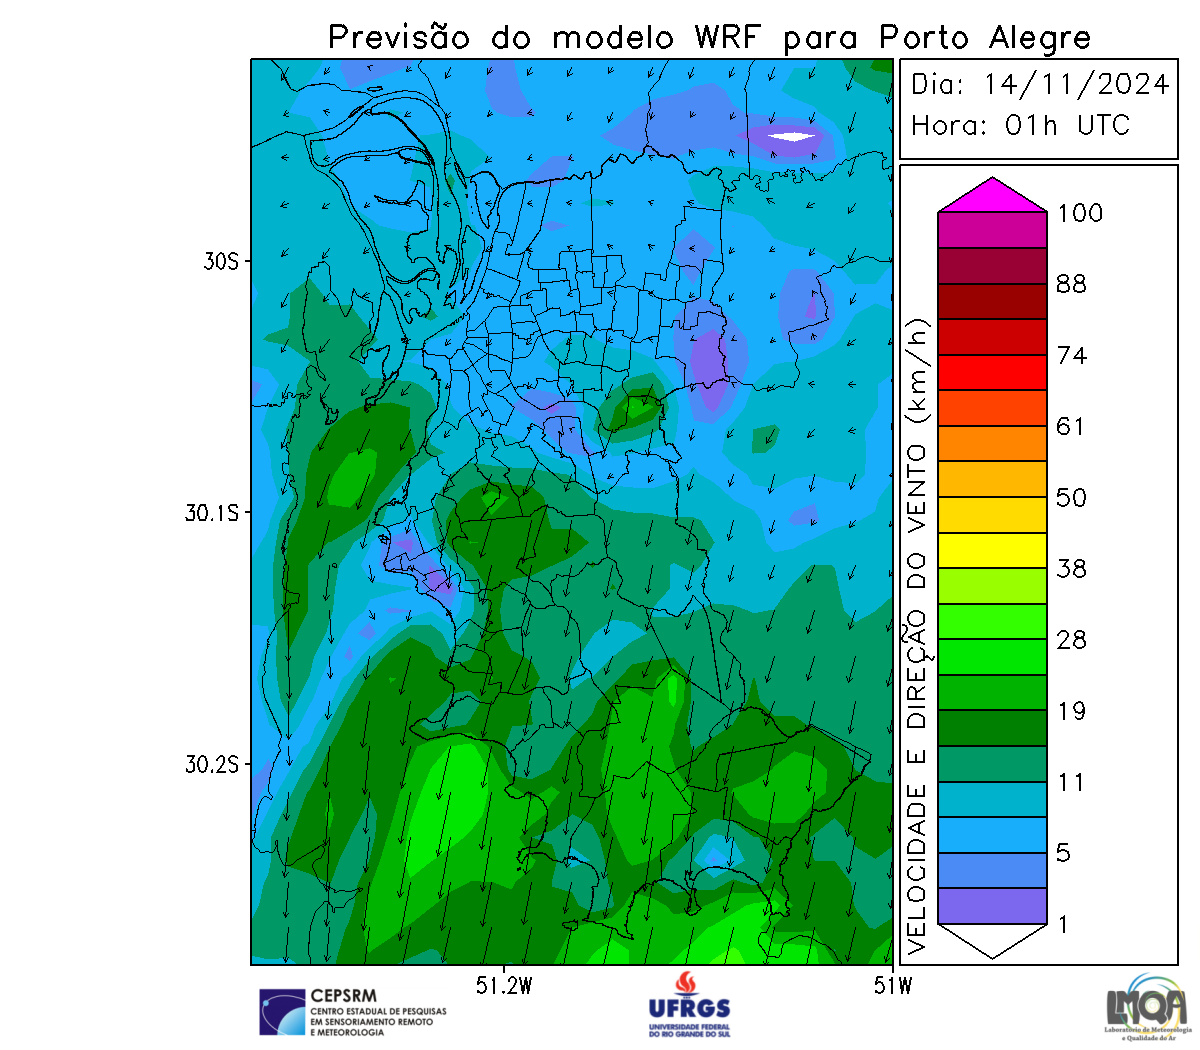 Previsão do modelo WRF para Porto Alegre
Dia: 14/11/2024
Hora: 01h UTC
VELOCIDADE E DIREÇÃO DO VENTO (km/h)
100
88
74
61
50
38
28
19
11
5
1
30S
30.1S
30.2S
51.2W
51W
CEPSRM
CENTRO ESTADUAL DE PESQUISAS
EM SENSORIAMENTO REMOTO
E METEOROLOGIA
UFRGS
UNIVERSIDADE FEDERAL
DO RIO GRANDE DO SUL
LMQA
Laboratório de Meteorologia
e Qualidade do Ar